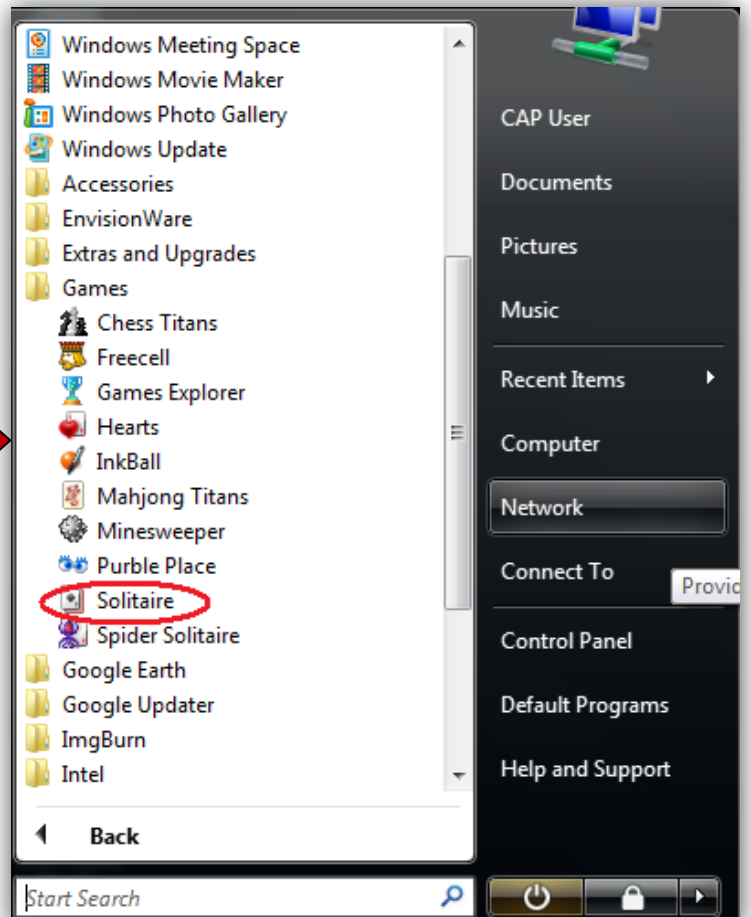 Windows Meeting Space
Windows Movie Maker
Windows Photo Gallery
Windows Update
Accessories
EnvisionWare
Extras and Upgrades
Games
Chess Titans
Freecell
Games Explorer
Hearts
InkBall
Mahjong Titans
Minesweeper
Purble Place
Solitaire
Spider Solitaire
Google Earth
Google Updater
ImgBurn
Intel
Back
Start Search
CAP User
Documents
Pictures
Music
Recent Items
Computer
Network
Connect To
Provid
Control Panel
Default Programs
Help and Support